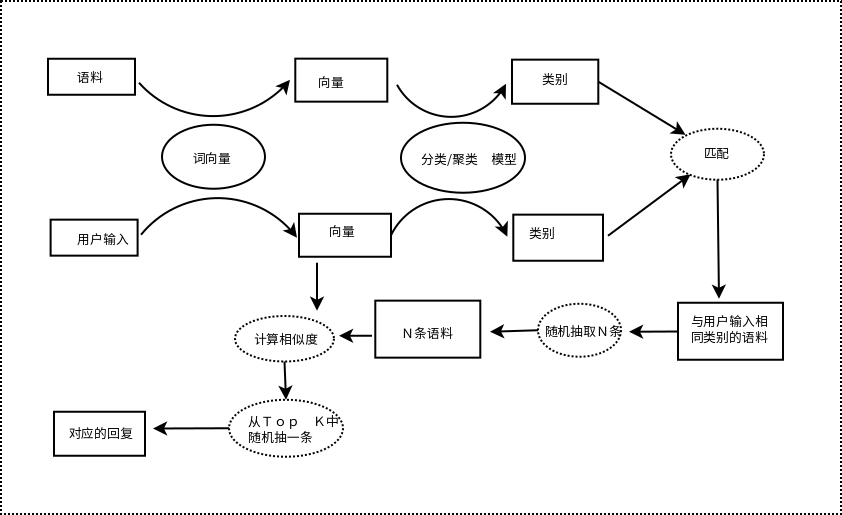 语料
向量
类别
词向量
分类/聚类　模型
匹配
用户输入
向量
类别
与用户输入相
同类别的语料
随机抽取Ｎ条
Ｎ条语料
计算相似度
从Ｔｏｐ　Ｋ中
随机抽一条
对应的回复